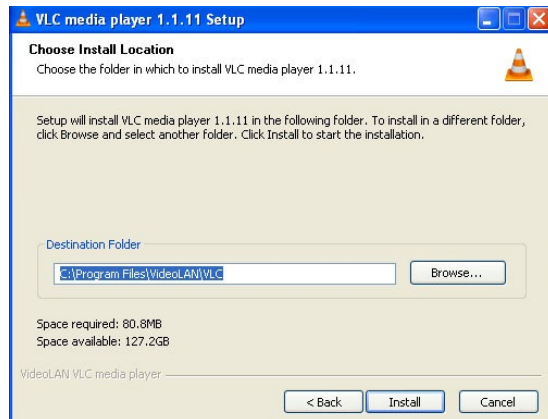 VLC media player 1.1.11 Setup
Choose Install Location
Choose the folder in which to install VLC media player 1.1.11.
Setup will install VLC media player 1.1.11 in the following folder. To install in a different folder,
click Browse and select another folder. Click Install to start the installation.
Destination Folder
C:\Program Files\VideoLAN\VLC
Browse...
Space required: 80.8MB
Space available: 127.2GB
VideoLAN VLC media player
< Back
Install
Cancel